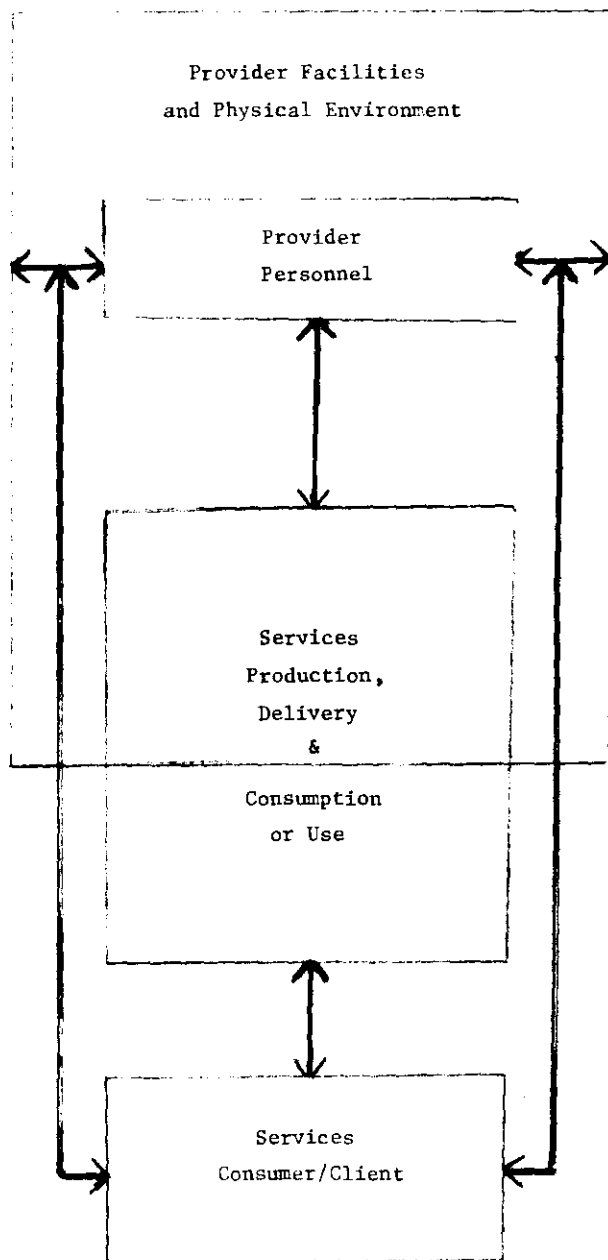 Provider Facilities
and Physical Environment
Provider
Personnel
Services
Production,
Delivery
&
Consumption
or Use
Services
Consumer/Client